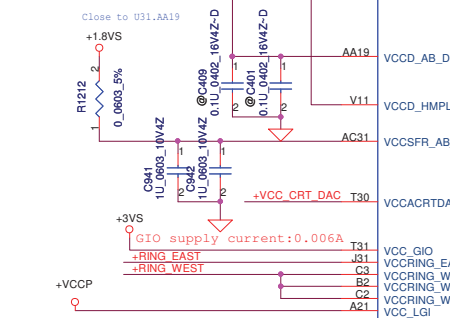 Close to U31.AA19
+1.8VS
2
R1212
0_0603_5%
1
@C409
0.1U_0402_16V4Z~D
1
2
@C401
0.1U_0402_16V4Z~D
1
2
AA19
VCCD_AB_D
V11
VCCD_HMPL
AC31
VCCSFR_AB
C941
1U_0603_10V4Z
1
2
C942
1U_0603_10V4Z
1
2
+VCC_CRT_DAC
T30
VCCACRTDA
+3VS
GIO supply current:0.006A
T31
VCC_GIO
+RING_EAST
J31
VCCRING_EA
+RING_WEST
C3
VCCRING_W
B2
VCCRING_W
C2
VCCRING_W
+VCCP
A21
VCC_LGI